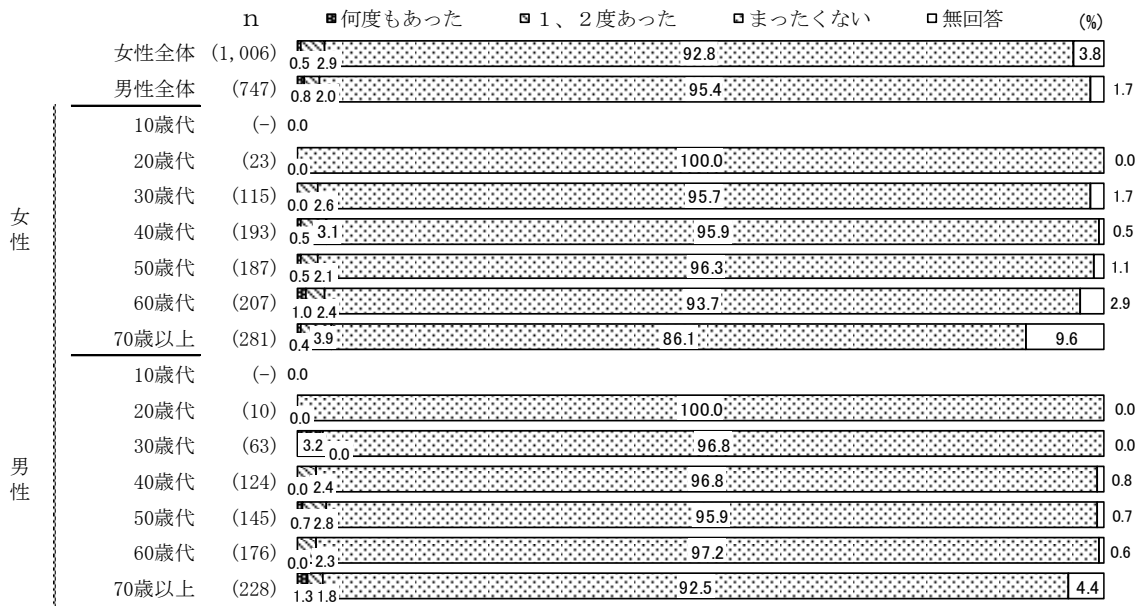 n ■何度もあった ▧1、2度あった ▩まったくない □無回答 (%)
女性全体 (1,006) 0.5 2.9 92.8 3.8
男性全体 (747) 0.8 2.0 95.4 1.7
女性
10歳代 (-) 0.0
20歳代 (23) 0.0 100.0 0.0
30歳代 (115) 0.0 2.6 95.7 1.7
40歳代 (193) 0.5 3.1 95.9 0.5
50歳代 (187) 0.5 2.1 96.3 1.1
60歳代 (207) 1.0 2.4 93.7 2.9
70歳以上 (281) 0.4 3.9 86.1 9.6
男性
10歳代 (-) 0.0
20歳代 (10) 0.0 100.0 0.0
30歳代 (63) 3.2 0.0 96.8 0.0
40歳代 (124) 0.0 2.4 96.8 0.8
50歳代 (145) 0.7 2.8 95.9 0.7
60歳代 (176) 0.0 2.3 97.2 0.6
70歳以上 (228) 1.3 1.8 92.5 4.4